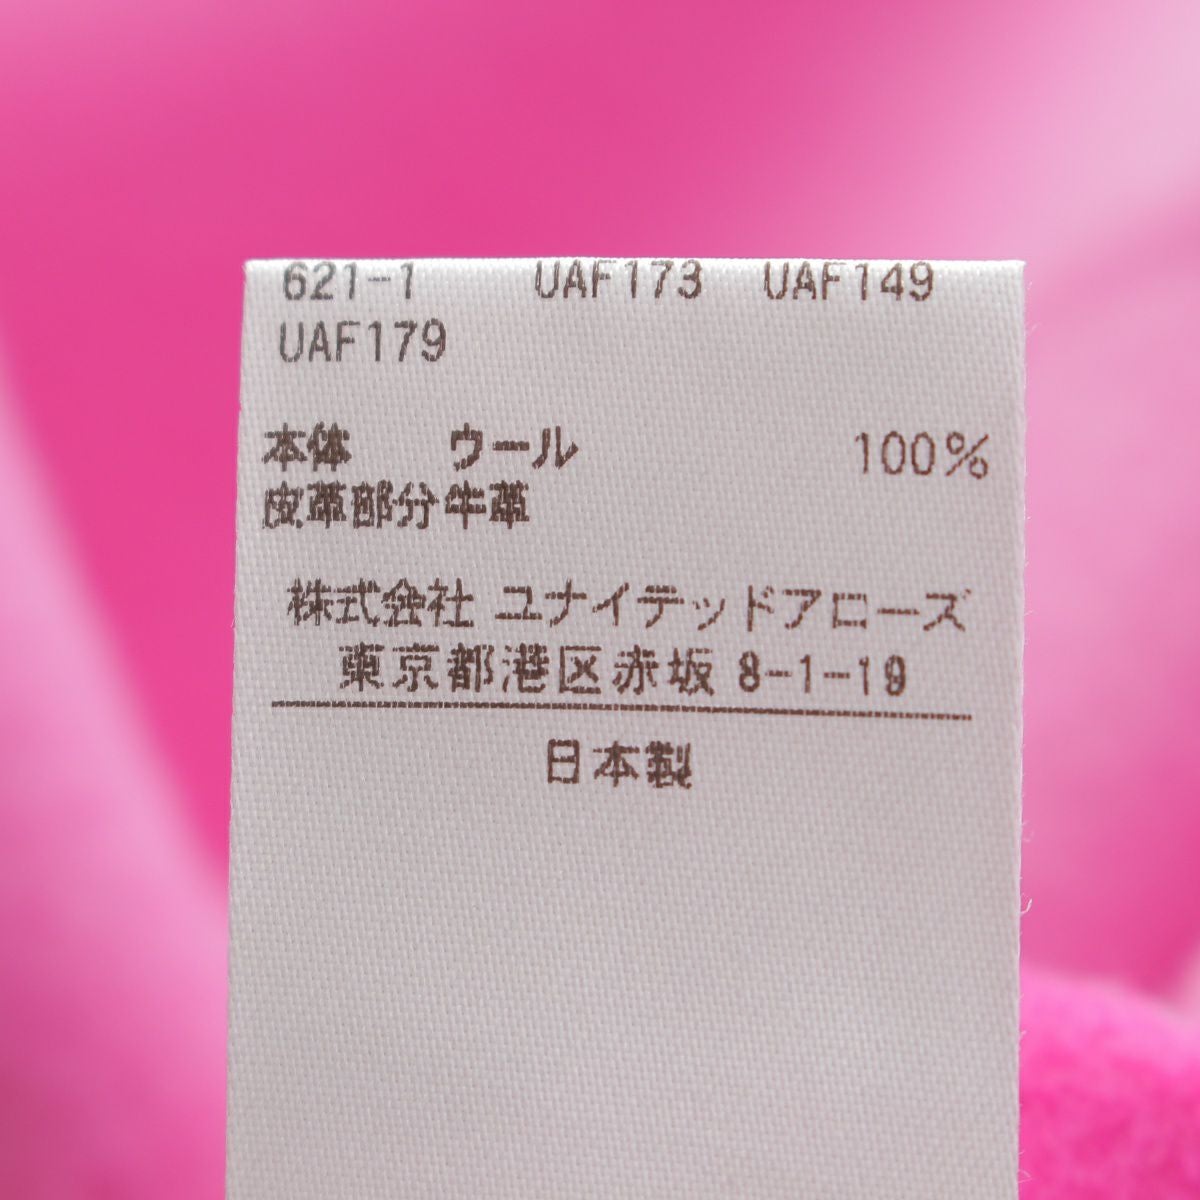 621-1 UAF173 UAF149
UAF179
本体 ウール 100%
皮革部分牛革
株式会社 ユナイテッドアローズ
東京都港区赤坂 8-1-19
日本製